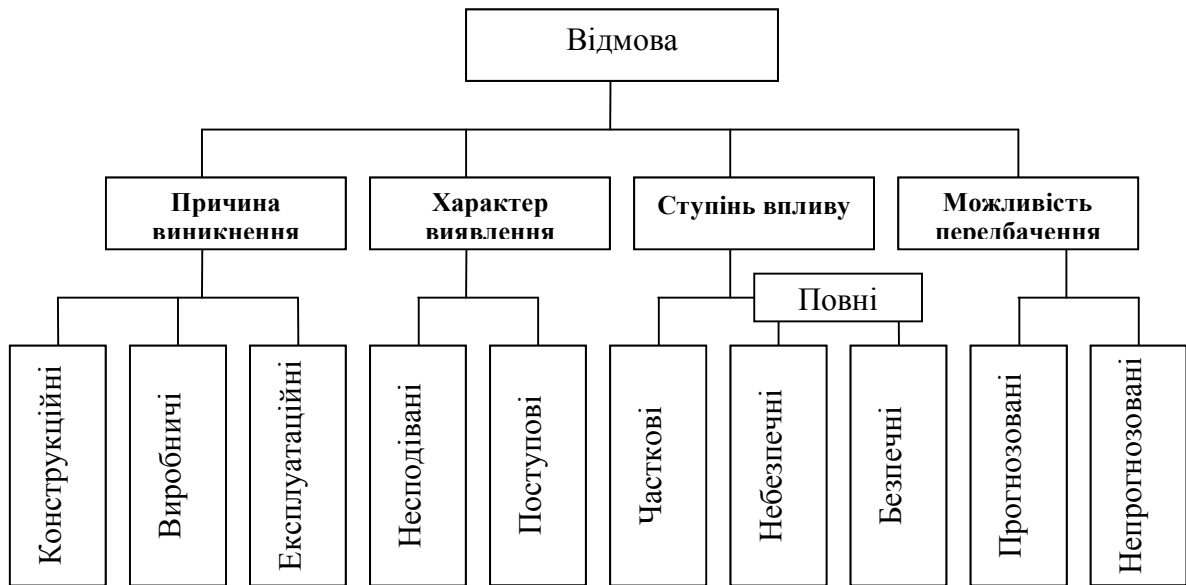 Відмова
Причина
виникнення
Характер
виявлення
Ступінь впливу
Можливість
передбачення
Повні
Конструкційні
Виробничі
Експлуатаційні
Несподівані
Поступові
Часткові
Небезпечні
Безпечні
Прогнозовані
Непрогнозовані